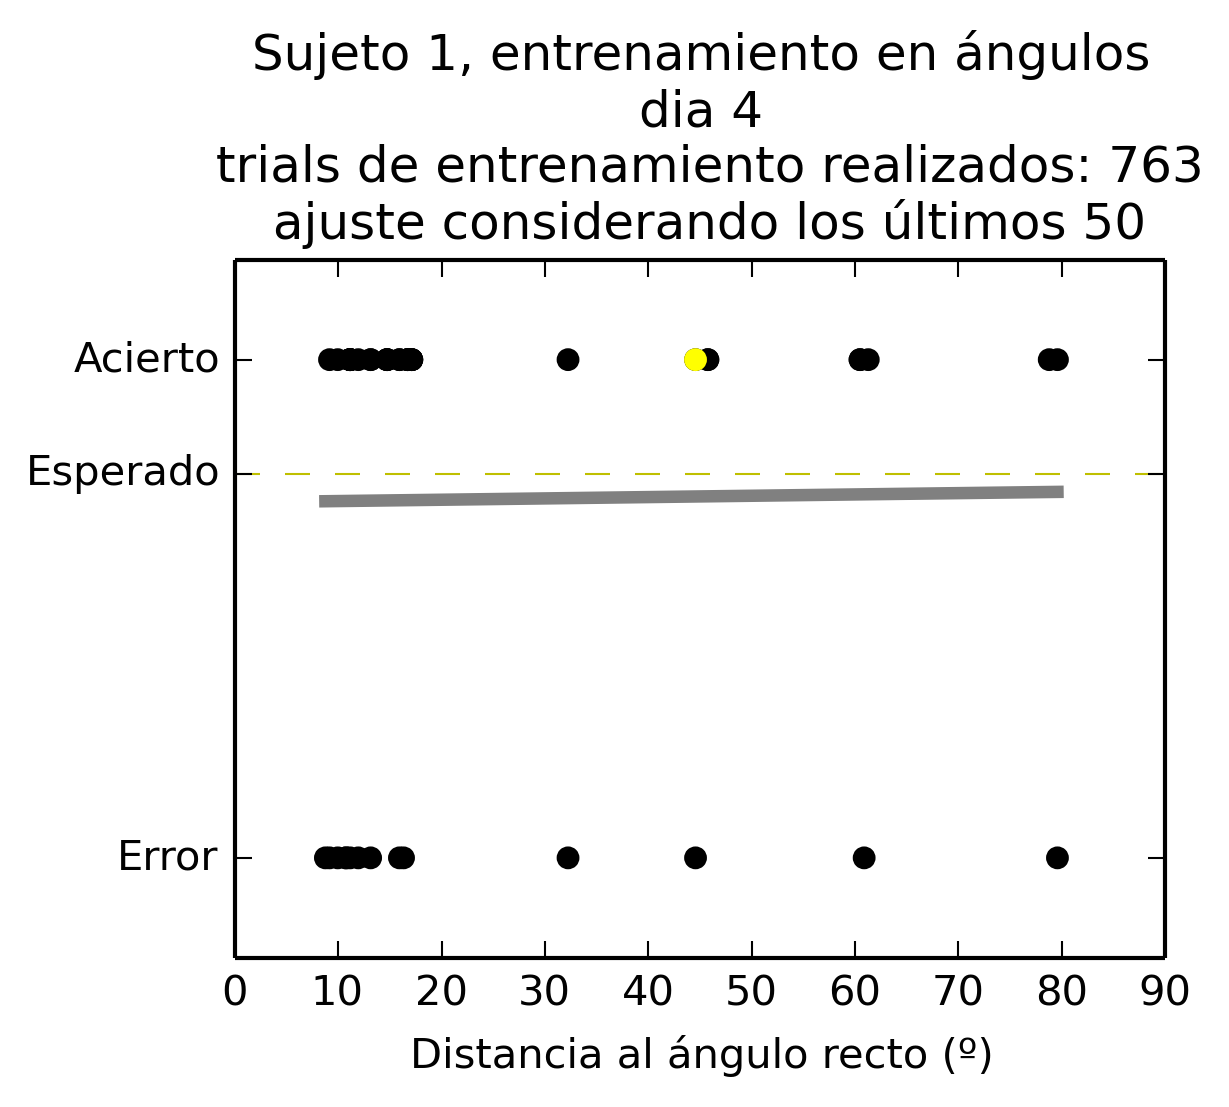 Sujeto 1, entrenamiento en ángulos
dia 4
trials de entrenamiento realizados: 763
ajuste considerando los últimos 50
Acierto
Esperado
Error
0 10 20 30 40 50 60 70 80 90
Distancia al ángulo recto (º)